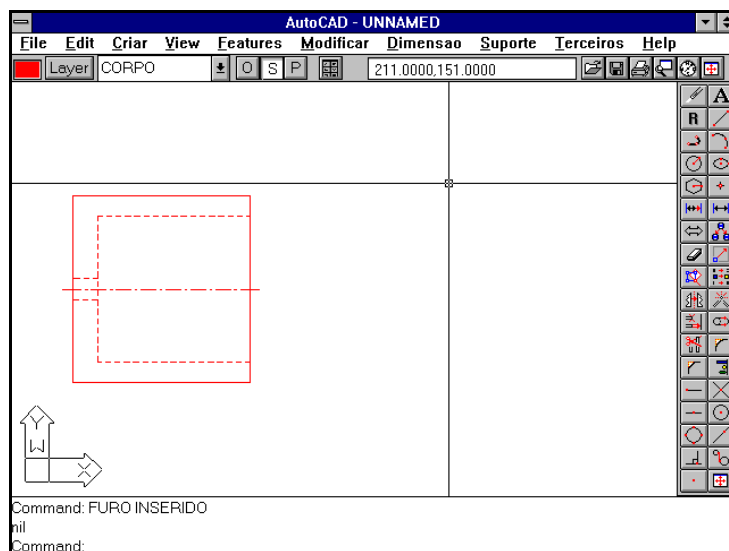 AutoCAD - UNNAMED
File Edit Criar View Features Modificar Dimensao Suporte Terceiros Help
Layer CORPO O S P 211.0000,151.0000
A
R
Y
W
X
Command: FURO INSERIDO
nil
Command: